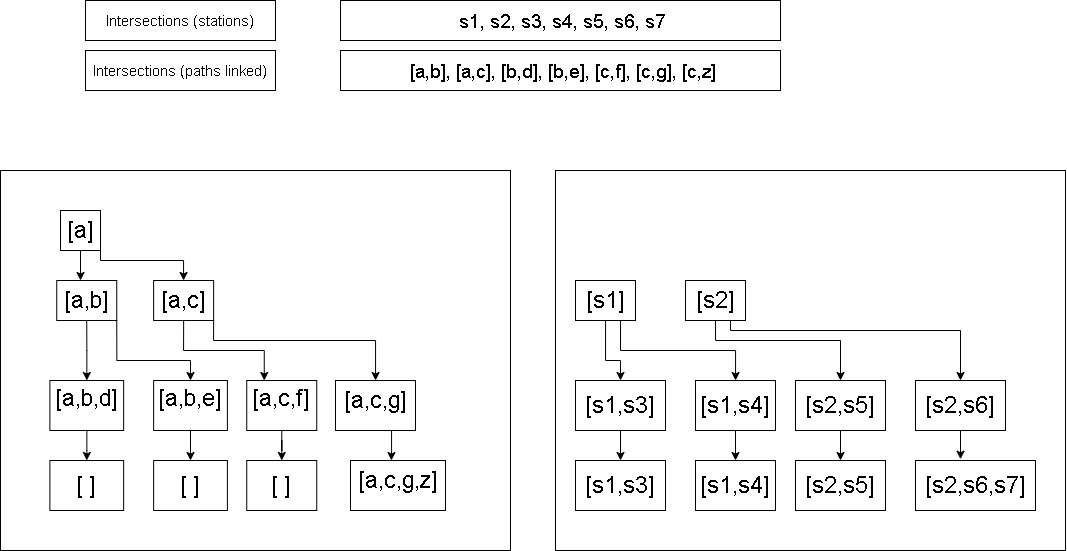 Intersections (stations)
s1, s2, s3, s4, s5, s6, s7
Intersections (paths linked)
[a,b], [a,c], [b,d], [b,e], [c,f], [c,g], [c,z]
[a]
[a,b]
[a,c]
[s1]
[s2]
[a,b,d]
[a,b,e]
[a,c,f]
[a,c,g]
[s1,s3]
[s1,s4]
[s2,s5]
[s2,s6]
[ ]
[ ]
[ ]
[a,c,g,z]
[s1,s3]
[s1,s4]
[s2,s5]
[s2,s6,s7]